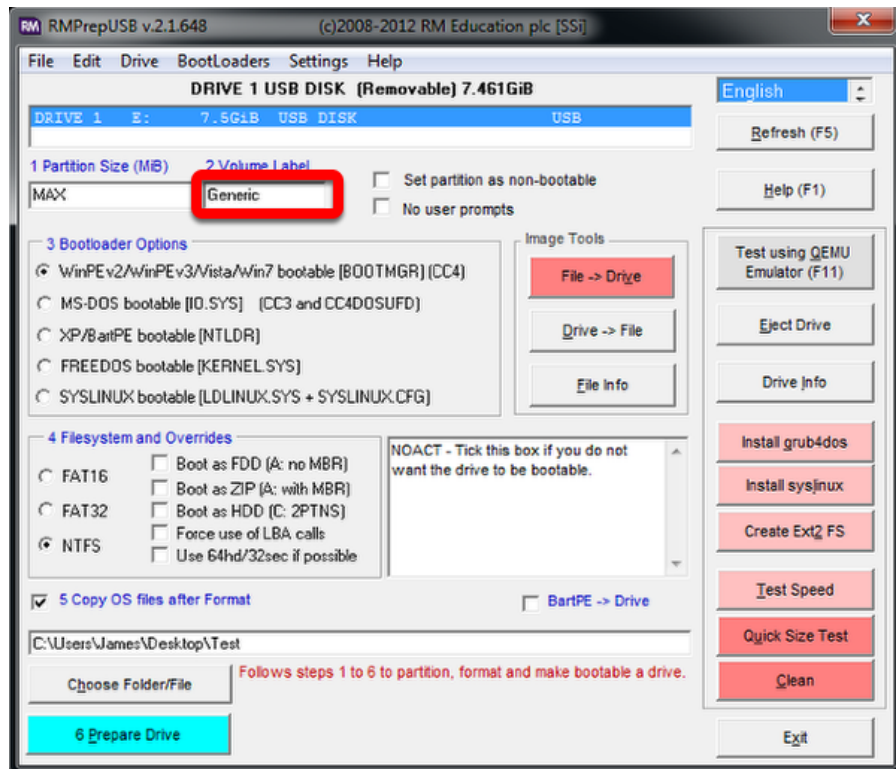 RM RMPrepUSB v.2.1.648 (c)2008-2012 RM Education plc [SSi]
File Edit Drive BootLoaders Settings Help
DRIVE 1 USB DISK (Removable) 7.461GiB
English
DRIVE 1 E: 7.5GiB USB DISK USB
Refresh (F5)
1 Partition Size (MiB) 2 Volume Label
MAX
Generic
Set partition as non-bootable
No user prompts
Help (F1)
3 Bootloader Options
WinPEv2/WinPEv3/Vista/Win7 bootable [BOOTMGR] (CC4)
MS-DOS bootable [IO.SYS] (CC3 and CC4DOSUFD)
XP/BartPE bootable [NTLDR]
FREEDOS bootable [KERNEL.SYS]
SYSLINUX bootable [LDLINUX.SYS + SYSLINUX.CFG]
Image Tools
File -> Drive
Drive -> File
File Info
Test using QEMU
Emulator (F11)
Eject Drive
Drive Info
4 Filesystem and Overrides
FAT16
FAT32
NTFS
Boot as FDD (A: no MBR)
Boot as ZIP (A: with MBR)
Boot as HDD (C: 2PTNS)
Force use of LBA calls
Use 64hd/32sec if possible
NOACT - Tick this box if you do not
want the drive to be bootable.
Install grub4dos
Install syslinux
Create Ext2 FS
5 Copy OS files after Format
BartPE -> Drive
Test Speed
C:\Users\James\Desktop\Test
Quick Size Test
Choose Folder/File
Follows steps 1 to 6 to partition, format and make bootable a drive.
Clean
6 Prepare Drive
Exit